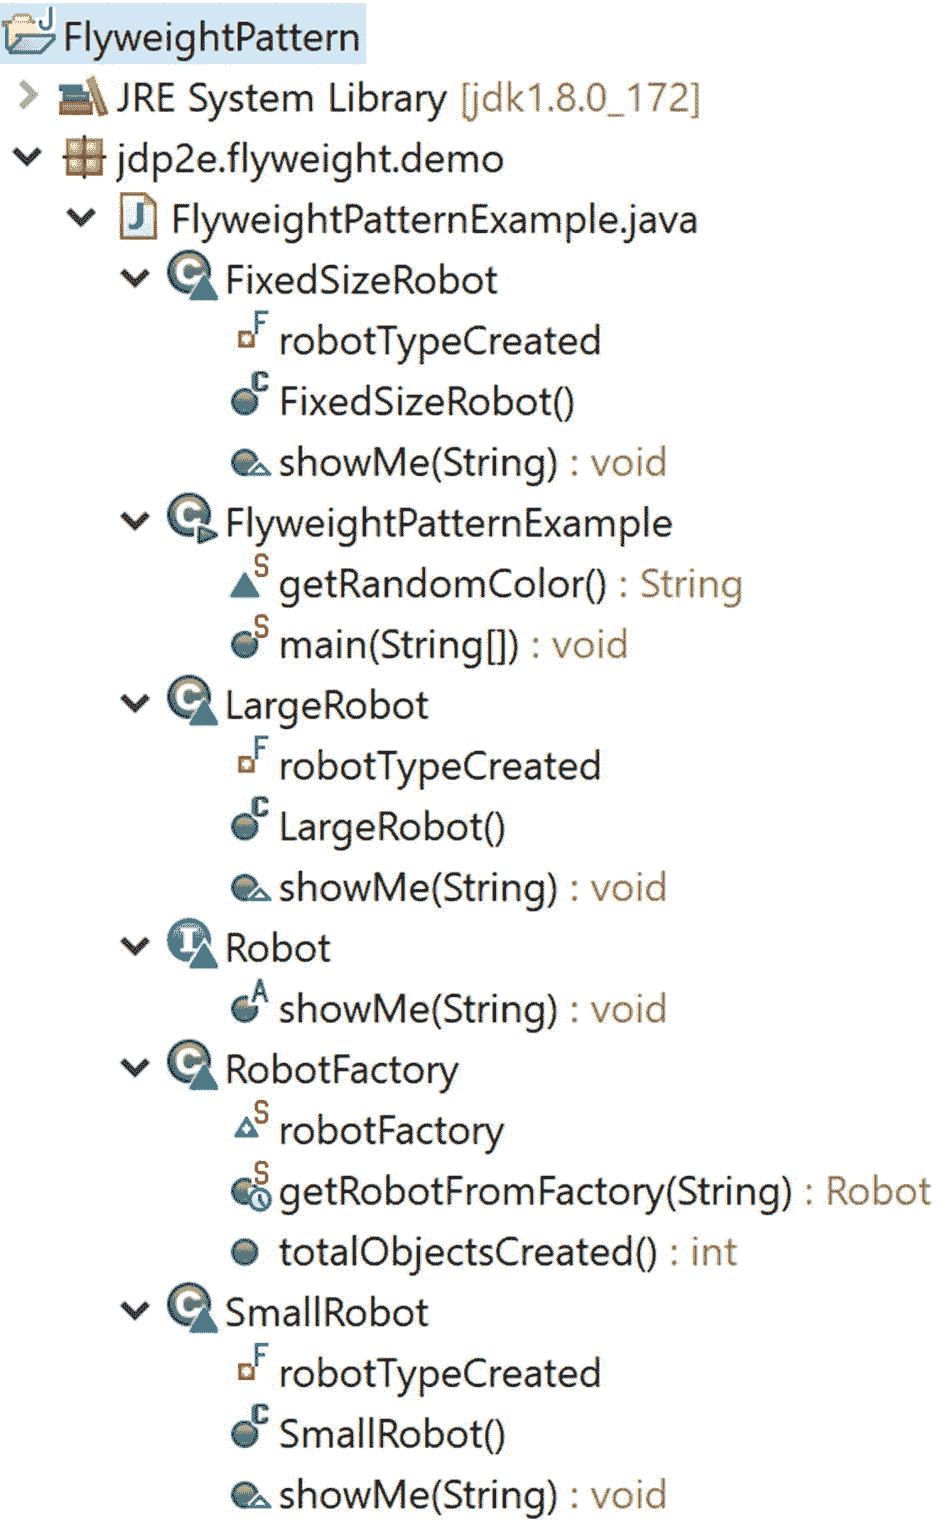 FlyweightPattern
JRE System Library [jdk1.8.0_172]
jdp2e.flyweight.demo
FlyweightPatternExample.java
FixedSizeRobot
robotTypeCreated
FixedSizeRobot()
showMe(String) : void
FlyweightPatternExample
getRandomColor() : String
main(String[]) : void
LargeRobot
robotTypeCreated
LargeRobot()
showMe(String) : void
Robot
showMe(String) : void
RobotFactory
robotFactory
getRobotFromFactory(String) : Robot
totalObjectsCreated() : int
SmallRobot
robotTypeCreated
SmallRobot()
showMe(String) : void